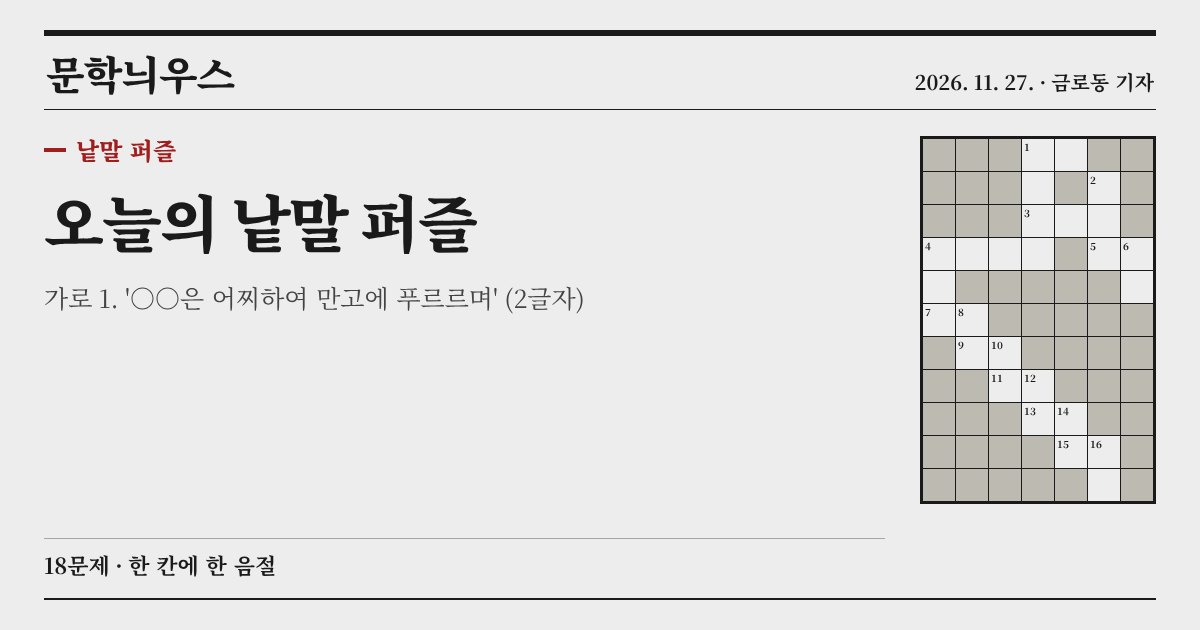 문학늬우스
2026. 11. 27. · 금로동 기자
낱말 퍼즐
오늘의 낱말 퍼즐
가로 1. '○○은 어찌하여 만고에 푸르르며' (2글자)
1
2
3
4 5 6
7 8
9 10
11 12
13 14
15 16
18문제 · 한 칸에 한 음절